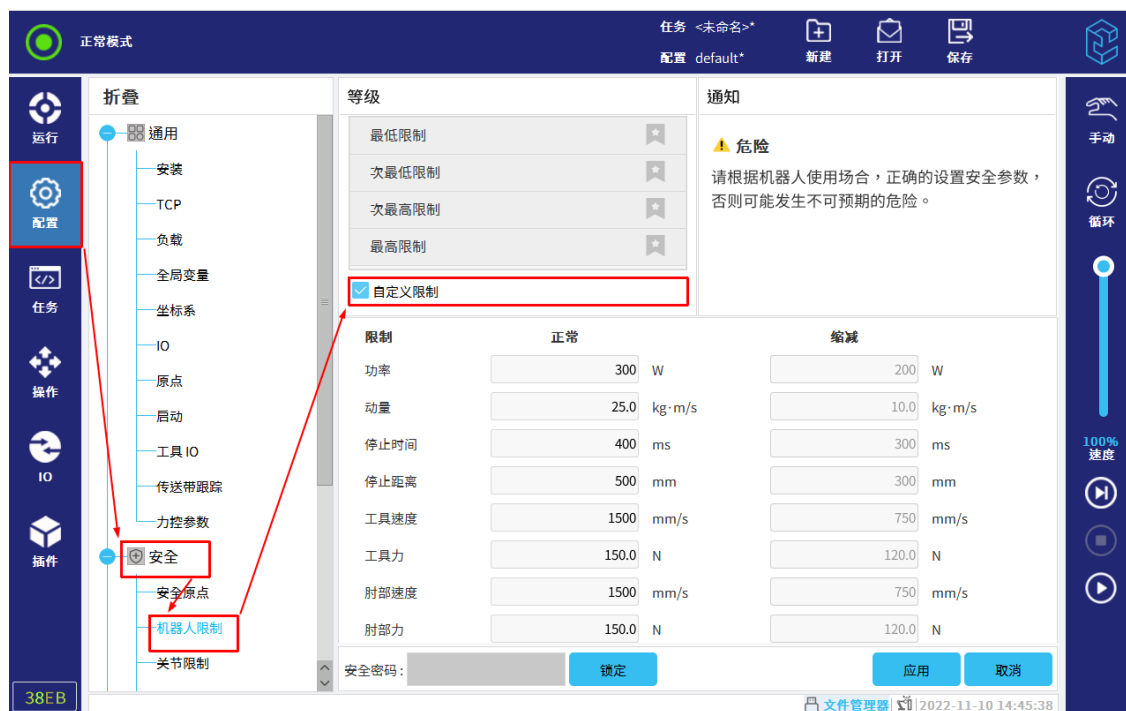 正常模式
任务 <未命名>*
配置 default*
新建 打开 保存
运行
配置
任务
操作
IO
插件
38EB
折叠
通用
安装
TCP
负载
全局变量
坐标系
IO
原点
启动
工具 IO
传送带跟踪
力控参数
安全
安全原点
机器人限制
关节限制
等级
最低限制
次最低限制
次最高限制
最高限制
自定义限制
通知
危险
请根据机器人使用场合，正确的设置安全参数，
否则可能发生不可预期的危险。
限制 正常 缩减
功率 300 W 200 W
动量 25.0 kg·m/s 10.0 kg·m/s
停止时间 400 ms 300 ms
停止距离 500 mm 300 mm
工具速度 1500 mm/s 750 mm/s
工具力 150.0 N 120.0 N
肘部速度 1500 mm/s 750 mm/s
肘部力 150.0 N 120.0 N
安全密码: 锁定 应用 取消
手动
循环
100%
速度
文件管理器 2022-11-10 14:45:38